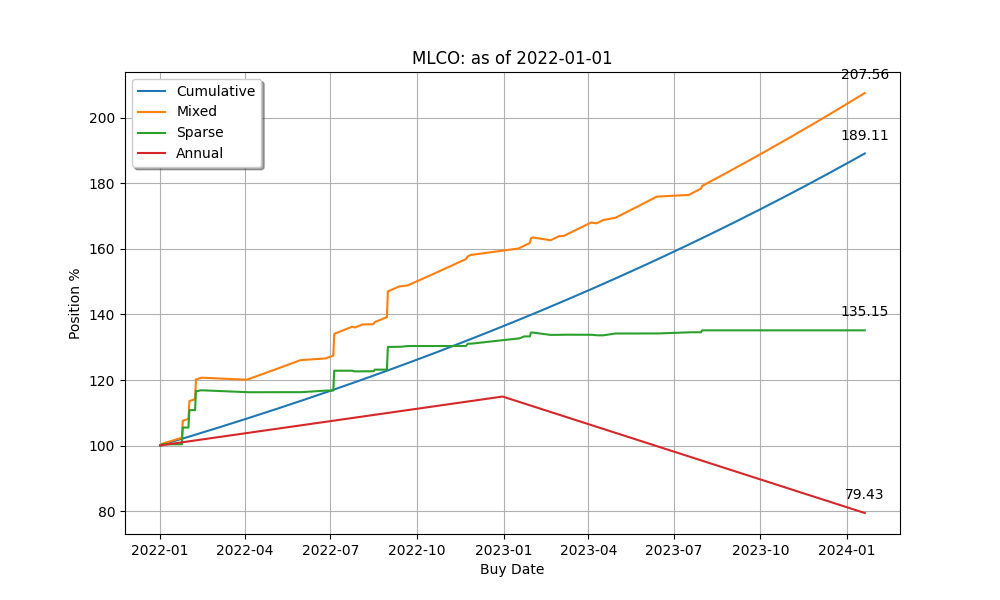 MLCO: as of 2022-01-01
Cumulative
Mixed
Sparse
Annual
207.56
189.11
135.15
79.43
Position %
200
180
160
140
120
100
80
2022-01 2022-04 2022-07 2022-10 2023-01 2023-04 2023-07 2023-10 2024-01
Buy Date